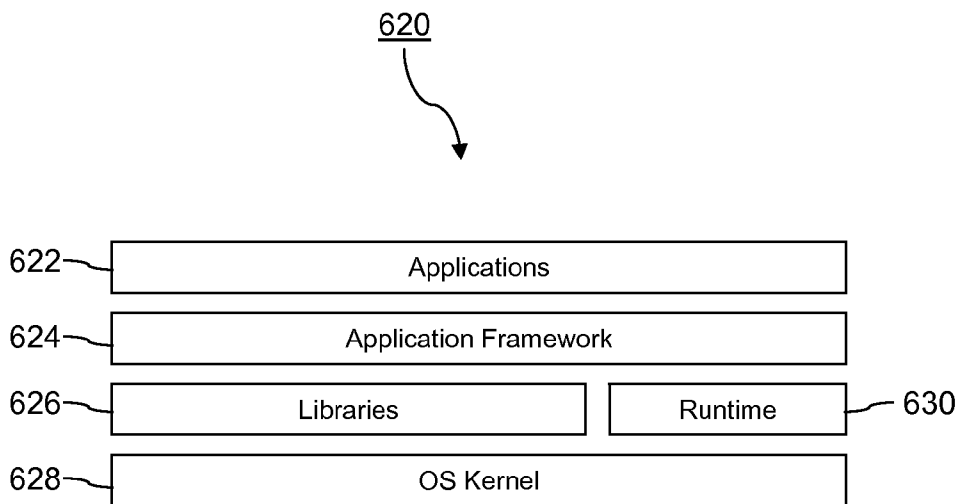 620
622 Applications
624 Application Framework
626 Libraries Runtime 630
628 OS Kernel